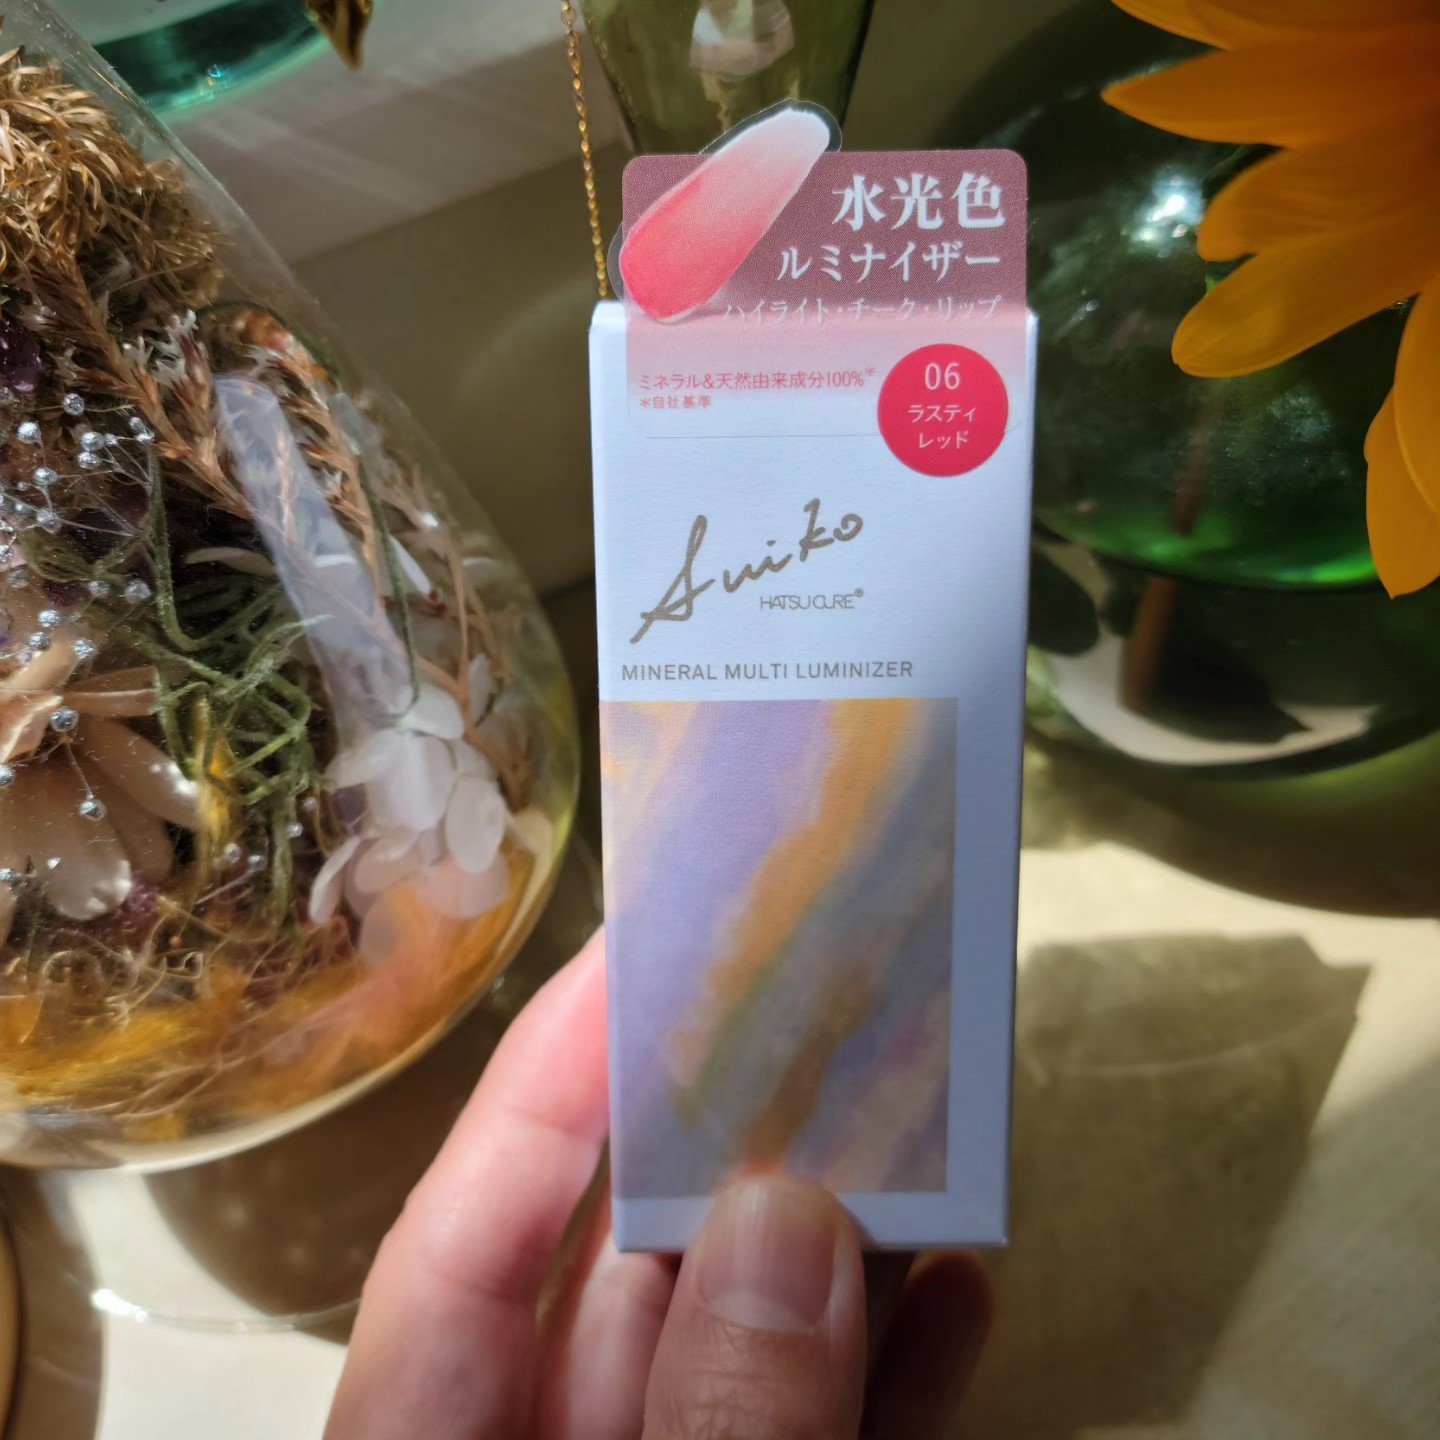 水光色
ルミナイザー
ハイライト・チーク・リップ
ミネラル&天然由来成分100%*
*自社基準
06
ラスティ
レッド
Suiko
HATSU CURE®
MINERAL MULTI LUMINIZER